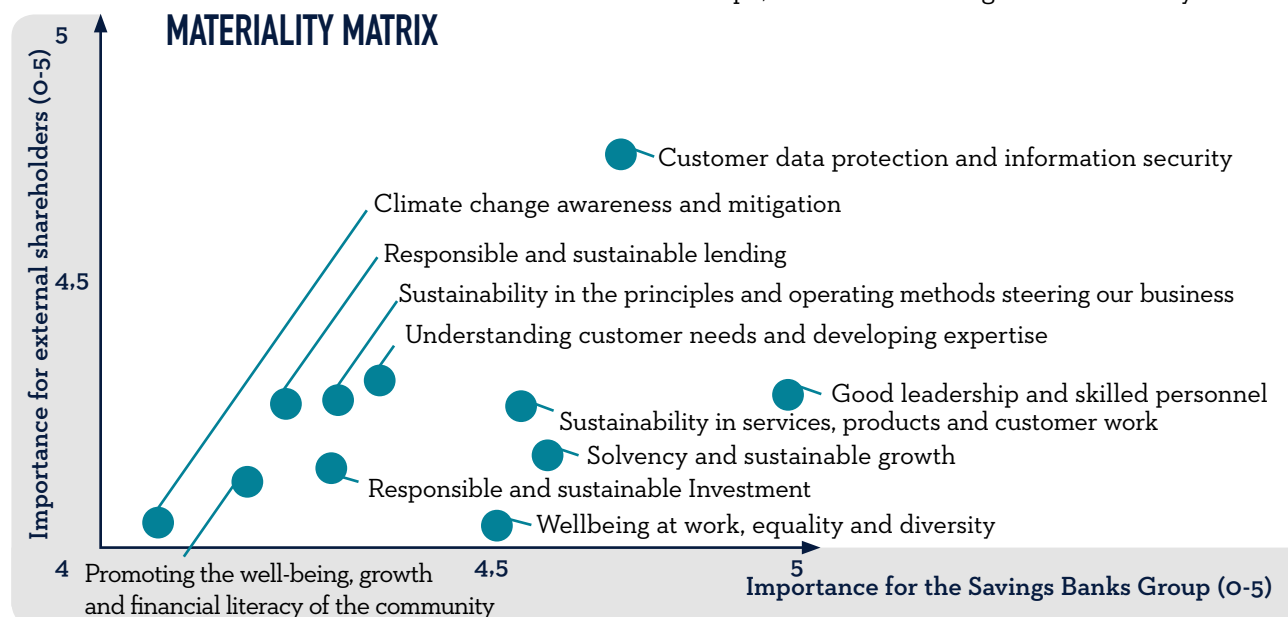 MATERIALITY MATRIX
Importance for external shareholders (0-5)
5
Customer data protection and information security
Climate change awareness and mitigation
Responsible and sustainable lending
4,5
Sustainability in the principles and operating methods steering our business
Understanding customer needs and developing expertise
Good leadership and skilled personnel
Sustainability in services, products and customer work
Solvency and sustainable growth
Responsible and sustainable Investment
Wellbeing at work, equality and diversity
4
Promoting the well-being, growth
and financial literacy of the community
4,5
5
Importance for the Savings Banks Group (0-5)